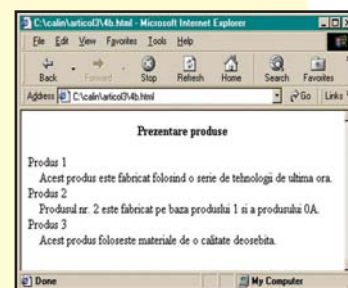 C:\calin\articol3\4b.html - Microsoft Internet Explorer
File Edit View Favorites Tools Help
Back Forward Stop Refresh Home Search Favorites
Address C:\calin\articol3\4b.html Go Links
Prezentare produse
Produs 1
Acest produs este fabricat folosind o serie de tehnologii de ultima ora.
Produs 2
Produsul nr. 2 este fabricat pe baza produslui 1 si a produsului 0A.
Produs 3
Acest produs foloseste materiale de o calitate deosebita.
Done My Computer